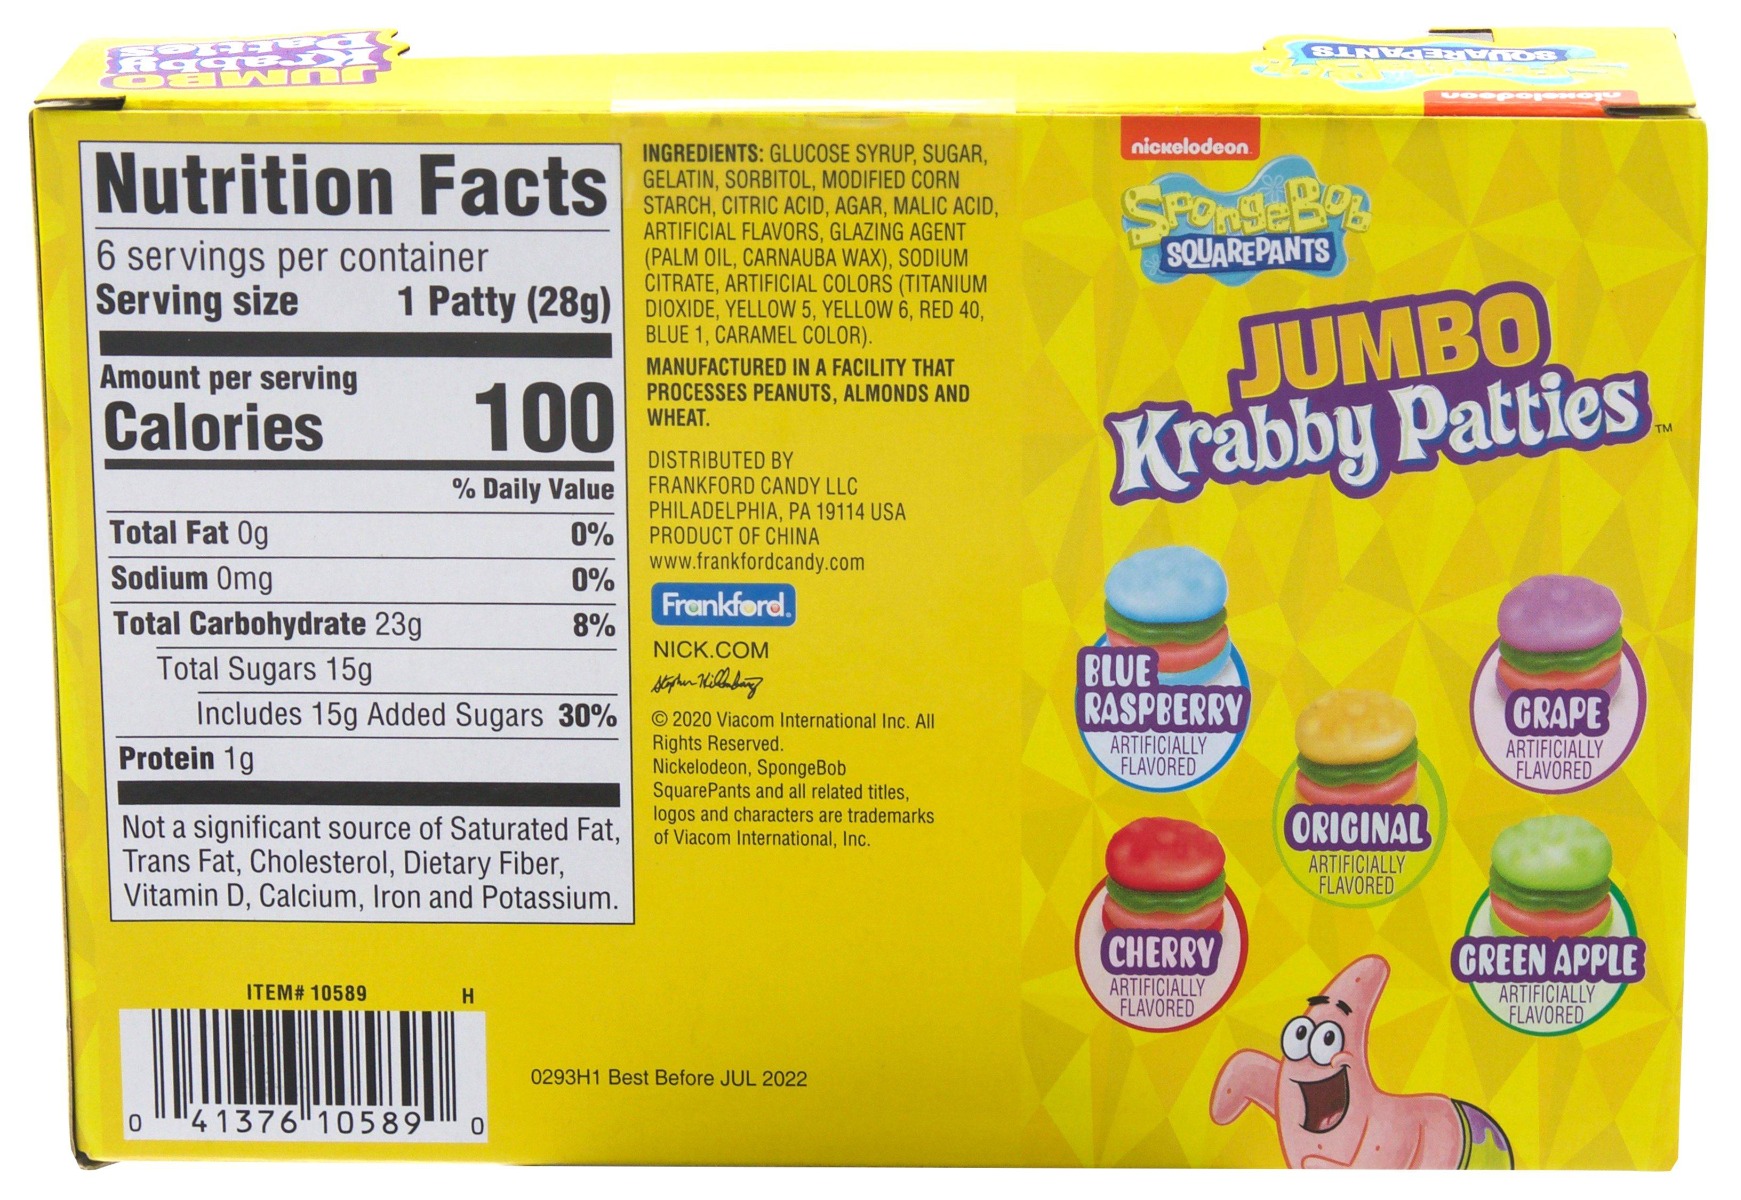 JUMBO
Krabby
Patties
SPONGEBOB
SQUAREPANTS
nickelodeon
Nutrition Facts
6 servings per container
Serving size 1 Patty (28g)
Amount per serving
Calories 100
% Daily Value
Total Fat 0g 0%
Sodium 0mg 0%
Total Carbohydrate 23g 8%
Total Sugars 15g
Includes 15g Added Sugars 30%
Protein 1g
Not a significant source of Saturated Fat,
Trans Fat, Cholesterol, Dietary Fiber,
Vitamin D, Calcium, Iron and Potassium.
ITEM# 10589 H
0 41376 10589 0
INGREDIENTS: GLUCOSE SYRUP, SUGAR,
GELATIN, SORBITOL, MODIFIED CORN
STARCH, CITRIC ACID, AGAR, MALIC ACID,
ARTIFICIAL FLAVORS, GLAZING AGENT
(PALM OIL, CARNAUBA WAX), SODIUM
CITRATE, ARTIFICIAL COLORS (TITANIUM
DIOXIDE, YELLOW 5, YELLOW 6, RED 40,
BLUE 1, CARAMEL COLOR).
MANUFACTURED IN A FACILITY THAT
PROCESSES PEANUTS, ALMONDS AND
WHEAT.
DISTRIBUTED BY
FRANKFORD CANDY LLC
PHILADELPHIA, PA 19114 USA
PRODUCT OF CHINA
www.frankfordcandy.com
Frankford®
NICK.COM
Stephen Hillenburg
© 2020 Viacom International Inc. All
Rights Reserved.
Nickelodeon, SpongeBob
SquarePants and all related titles,
logos and characters are trademarks
of Viacom International, Inc.
0293H1 Best Before JUL 2022
nickelodeon
SPONGEBOB
SQUAREPANTS
JUMBO
Krabby Patties™
BLUE
RASPBERRY
ARTIFICIALLY
FLAVORED
GRAPE
ARTIFICIALLY
FLAVORED
ORIGINAL
ARTIFICIALLY
FLAVORED
CHERRY
ARTIFICIALLY
FLAVORED
GREEN APPLE
ARTIFICIALLY
FLAVORED